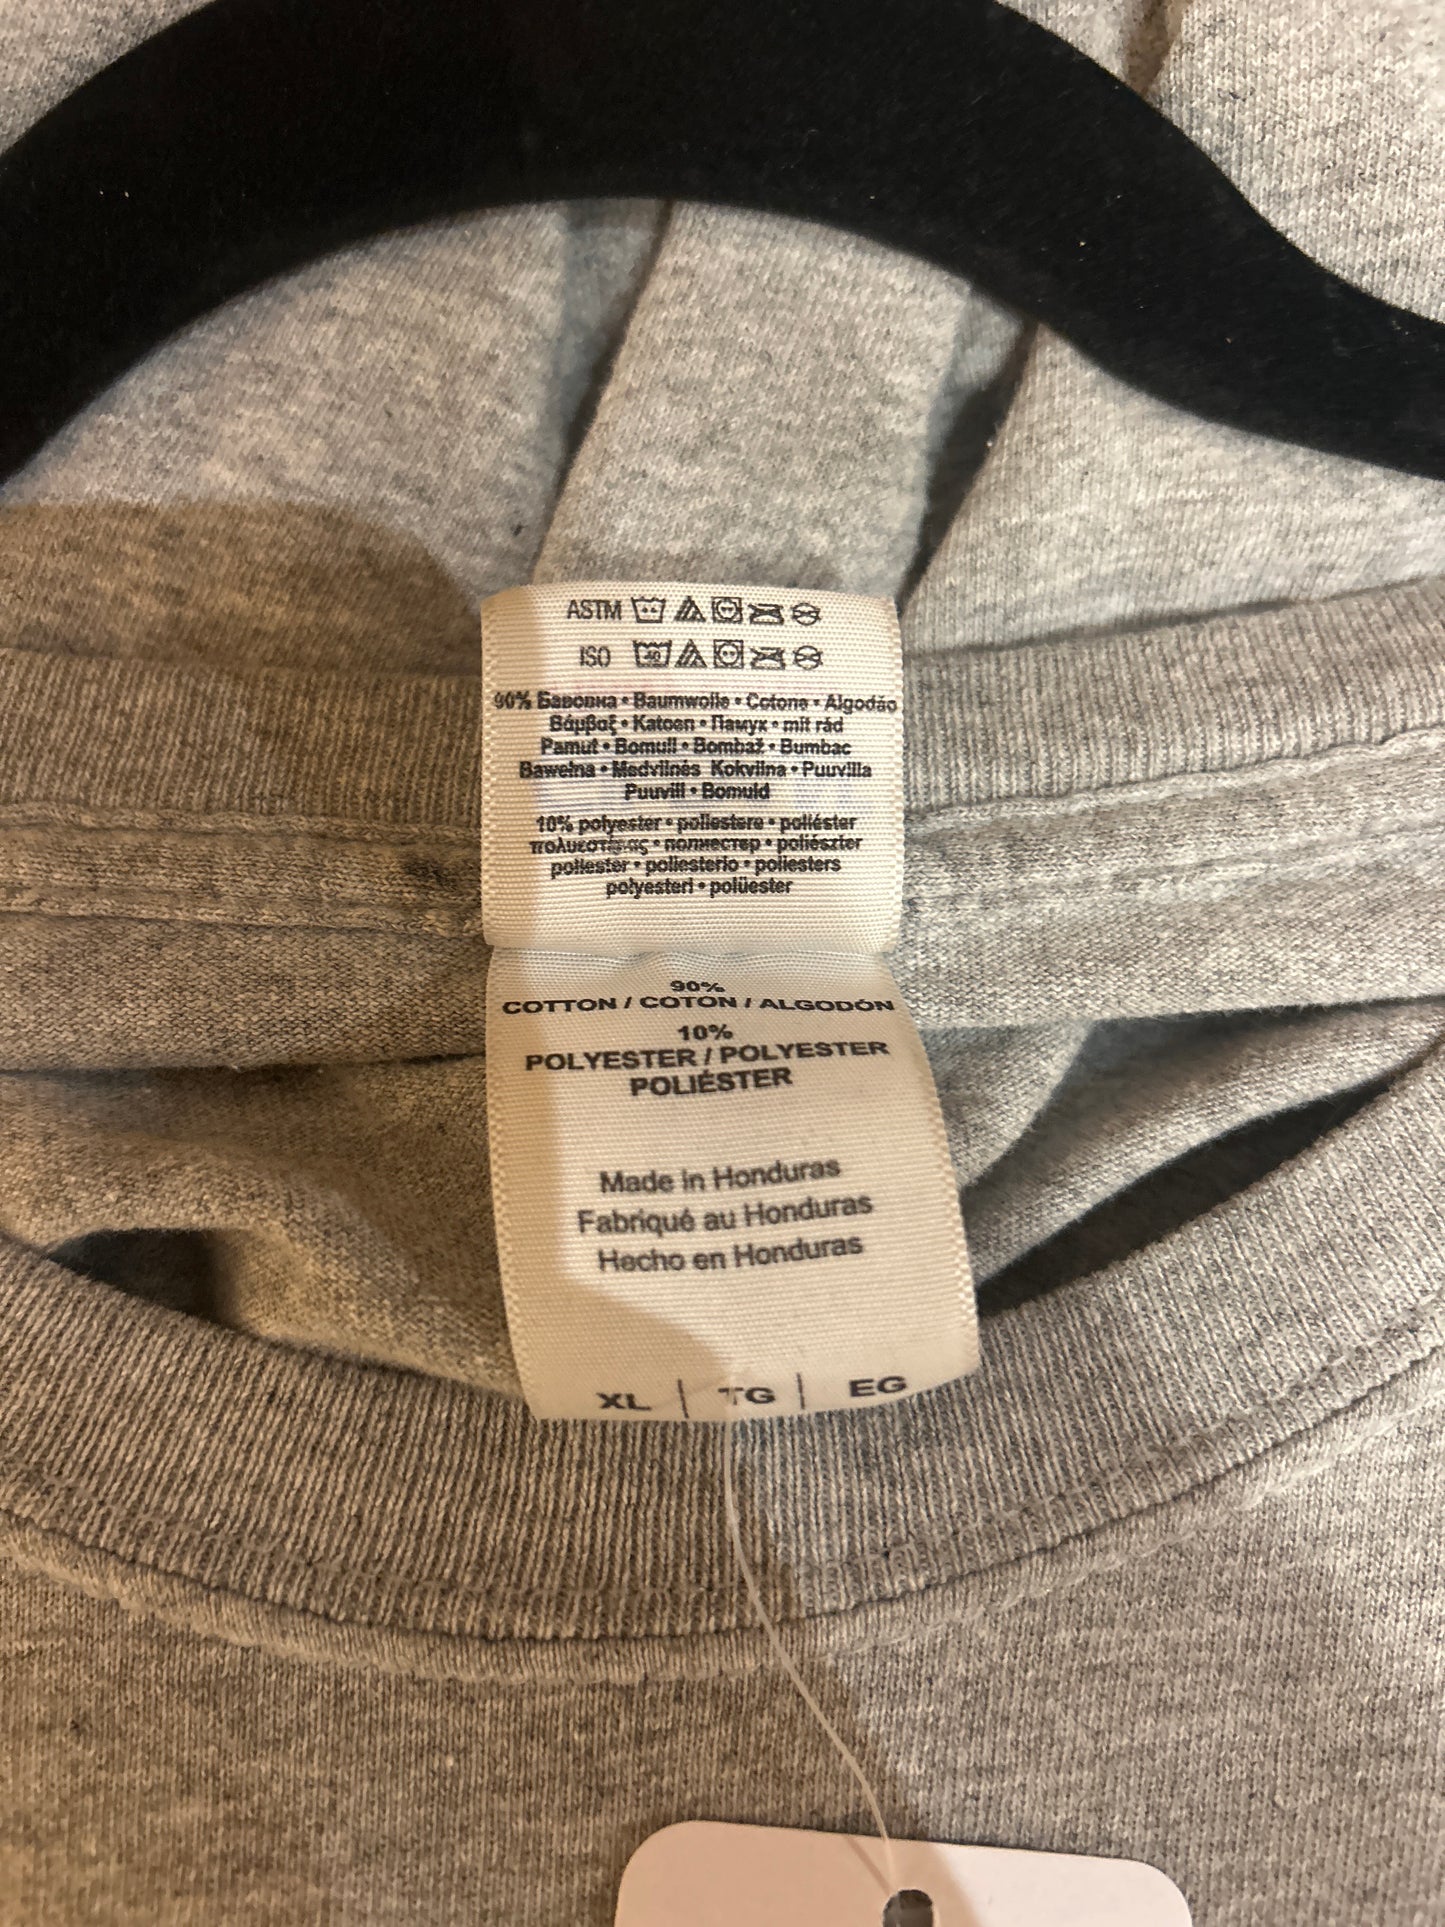 ASTM
ISO 40
90% Бавовна • Baumwolle • Cotone • Algodão
Βάμβαξ • Katoen • Памук • mit råd
Pamut • Bomull • Bombaž • Bumbac
Bawełna • Medvilnės Kokvilna • Puuvilla
Puuvill • Bomuld
10% polyester • poliestere • poliéster
πολυεστέρας • полиестер • poliészter
poliester • poliesterio • poliesters
polyesteri • polüester
90%
COTTON / COTON / ALGODÓN
10%
POLYESTER / POLYESTER
POLIÉSTER
Made in Honduras
Fabriqué au Honduras
Hecho en Honduras
XL | TG | EG